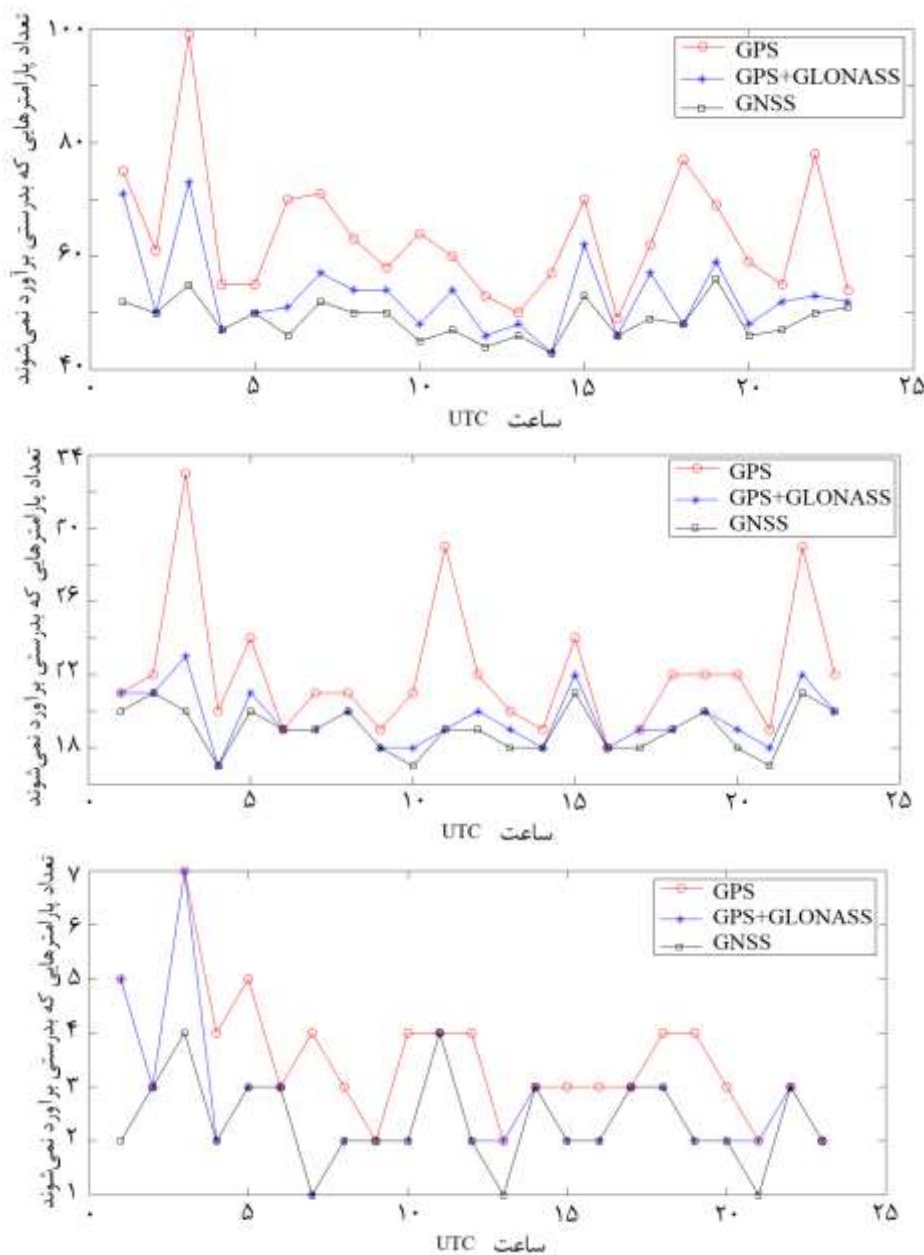 تعداد پارامترهایی که بدرستی برآورد نمی‌شوند
۱۰۰
۸۰
۶۰
۴۰
GPS
GPS+GLONASS
GNSS
۰ ۵ ۱۰ ۱۵ ۲۰ ۲۵
ساعت UTC
تعداد پارامترهایی که بدرستی برآورد نمی‌شوند
۳۴
۳۰
۲۶
۲۲
۱۸
GPS
GPS+GLONASS
GNSS
۰ ۵ ۱۰ ۱۵ ۲۰ ۲۵
ساعت UTC
تعداد پارامترهایی که بدرستی برآورد نمی‌شوند
۷
۶
۵
۴
۳
۲
۱
GPS
GPS+GLONASS
GNSS
۰ ۵ ۱۰ ۱۵ ۲۰ ۲۵
ساعت UTC